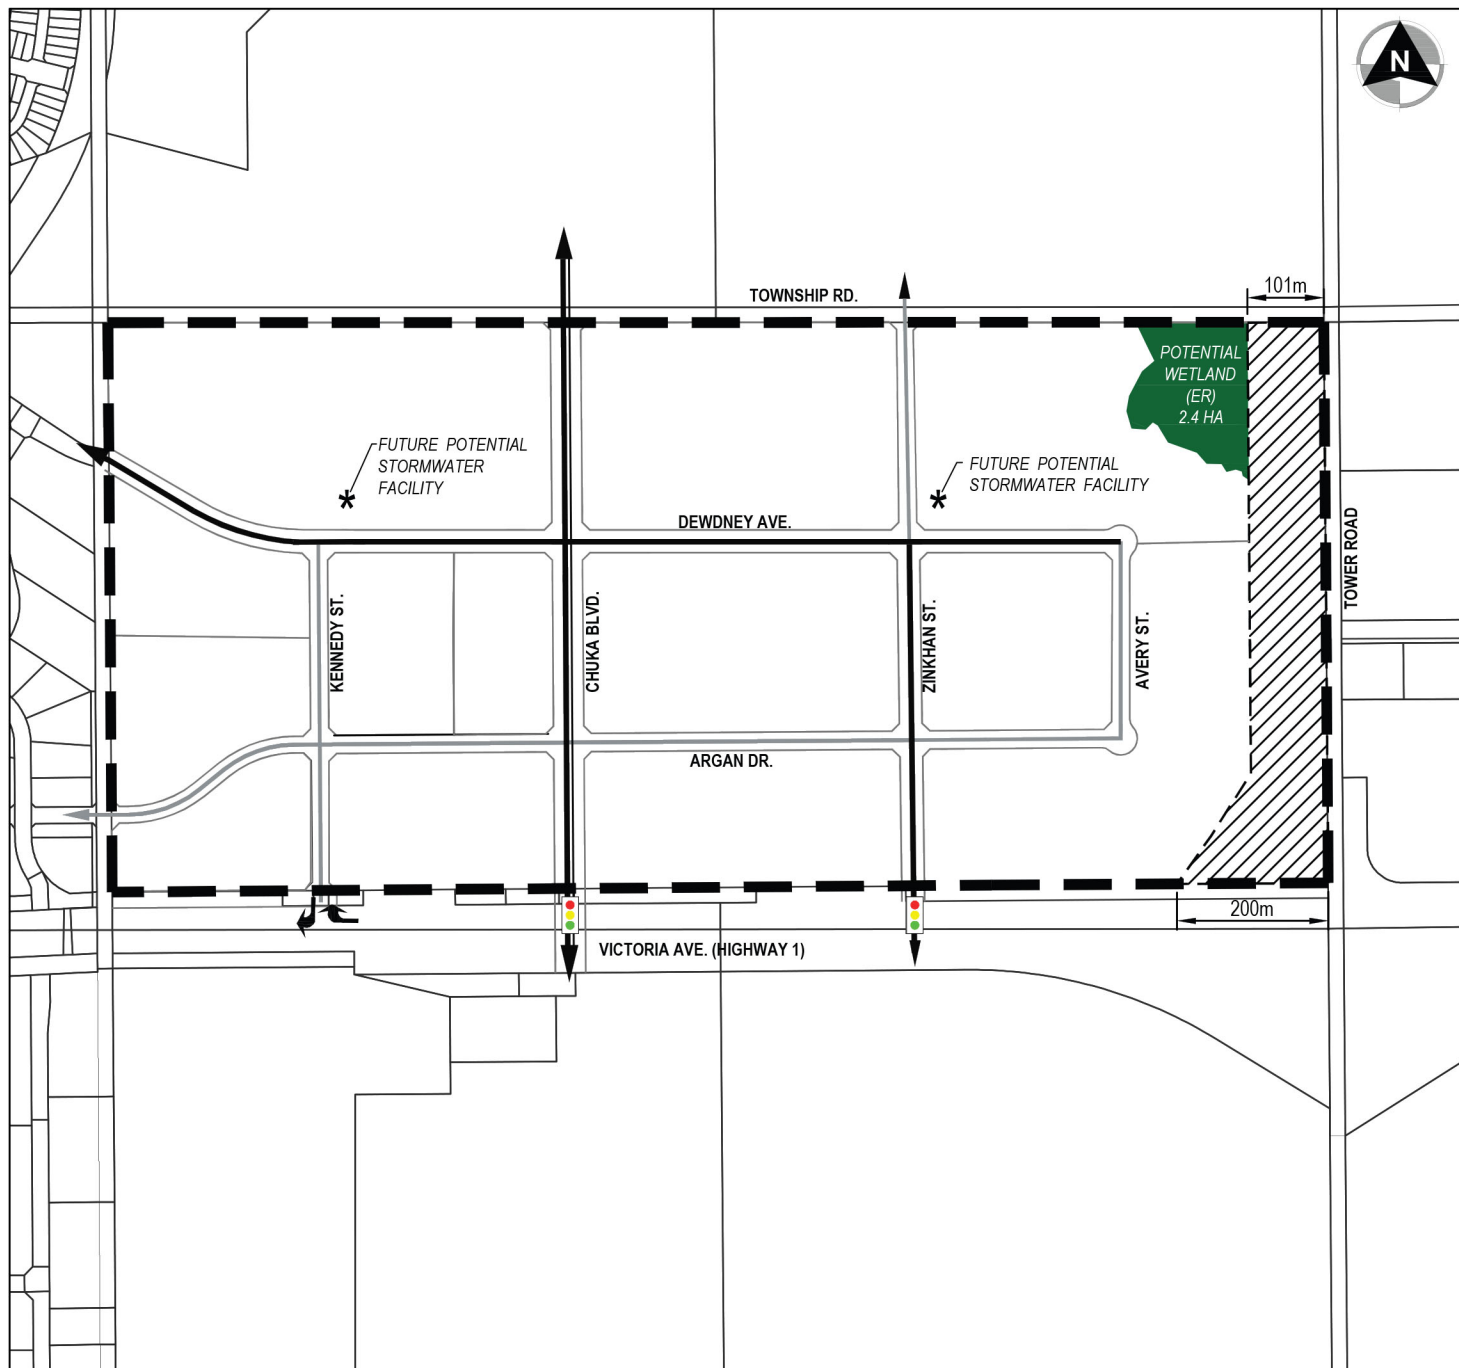 N
101m
TOWNSHIP RD.
POTENTIAL
WETLAND
(ER)
2.4 HA
FUTURE POTENTIAL
STORMWATER
FACILITY
*
FUTURE POTENTIAL
STORMWATER FACILITY
*
DEWDNEY AVE.
TOWER ROAD
KENNEDY ST.
CHUKA BLVD.
ZINKHAN ST.
AVERY ST.
ARGAN DR.
200m
VICTORIA AVE. (HIGHWAY 1)